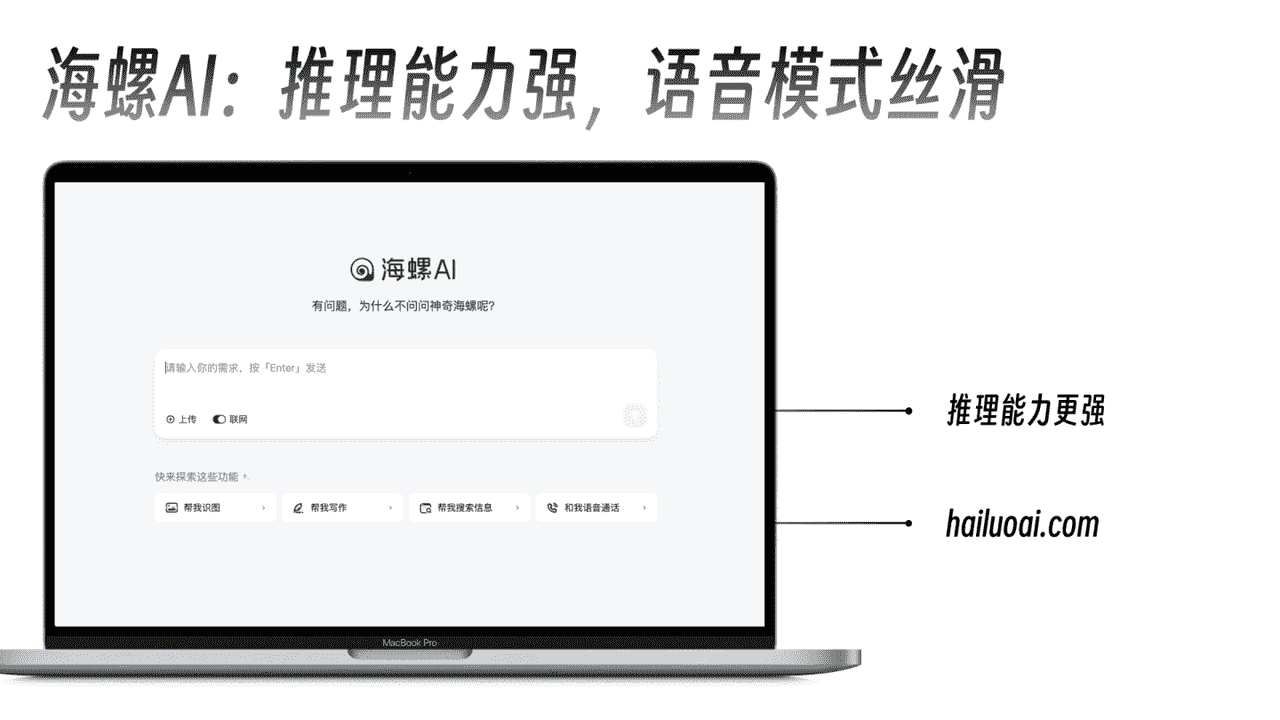 海螺AI：推理能力强，语音模式丝滑
海螺AI
有问题，为什么不问问神奇海螺呢？
请输入你的需求，按「Enter」发送
上传 联网
快来探索这些功能
帮我识图 帮我写作 帮我搜索信息 和我语音通话
推理能力更强
hailuoai.com
MacBook Pro